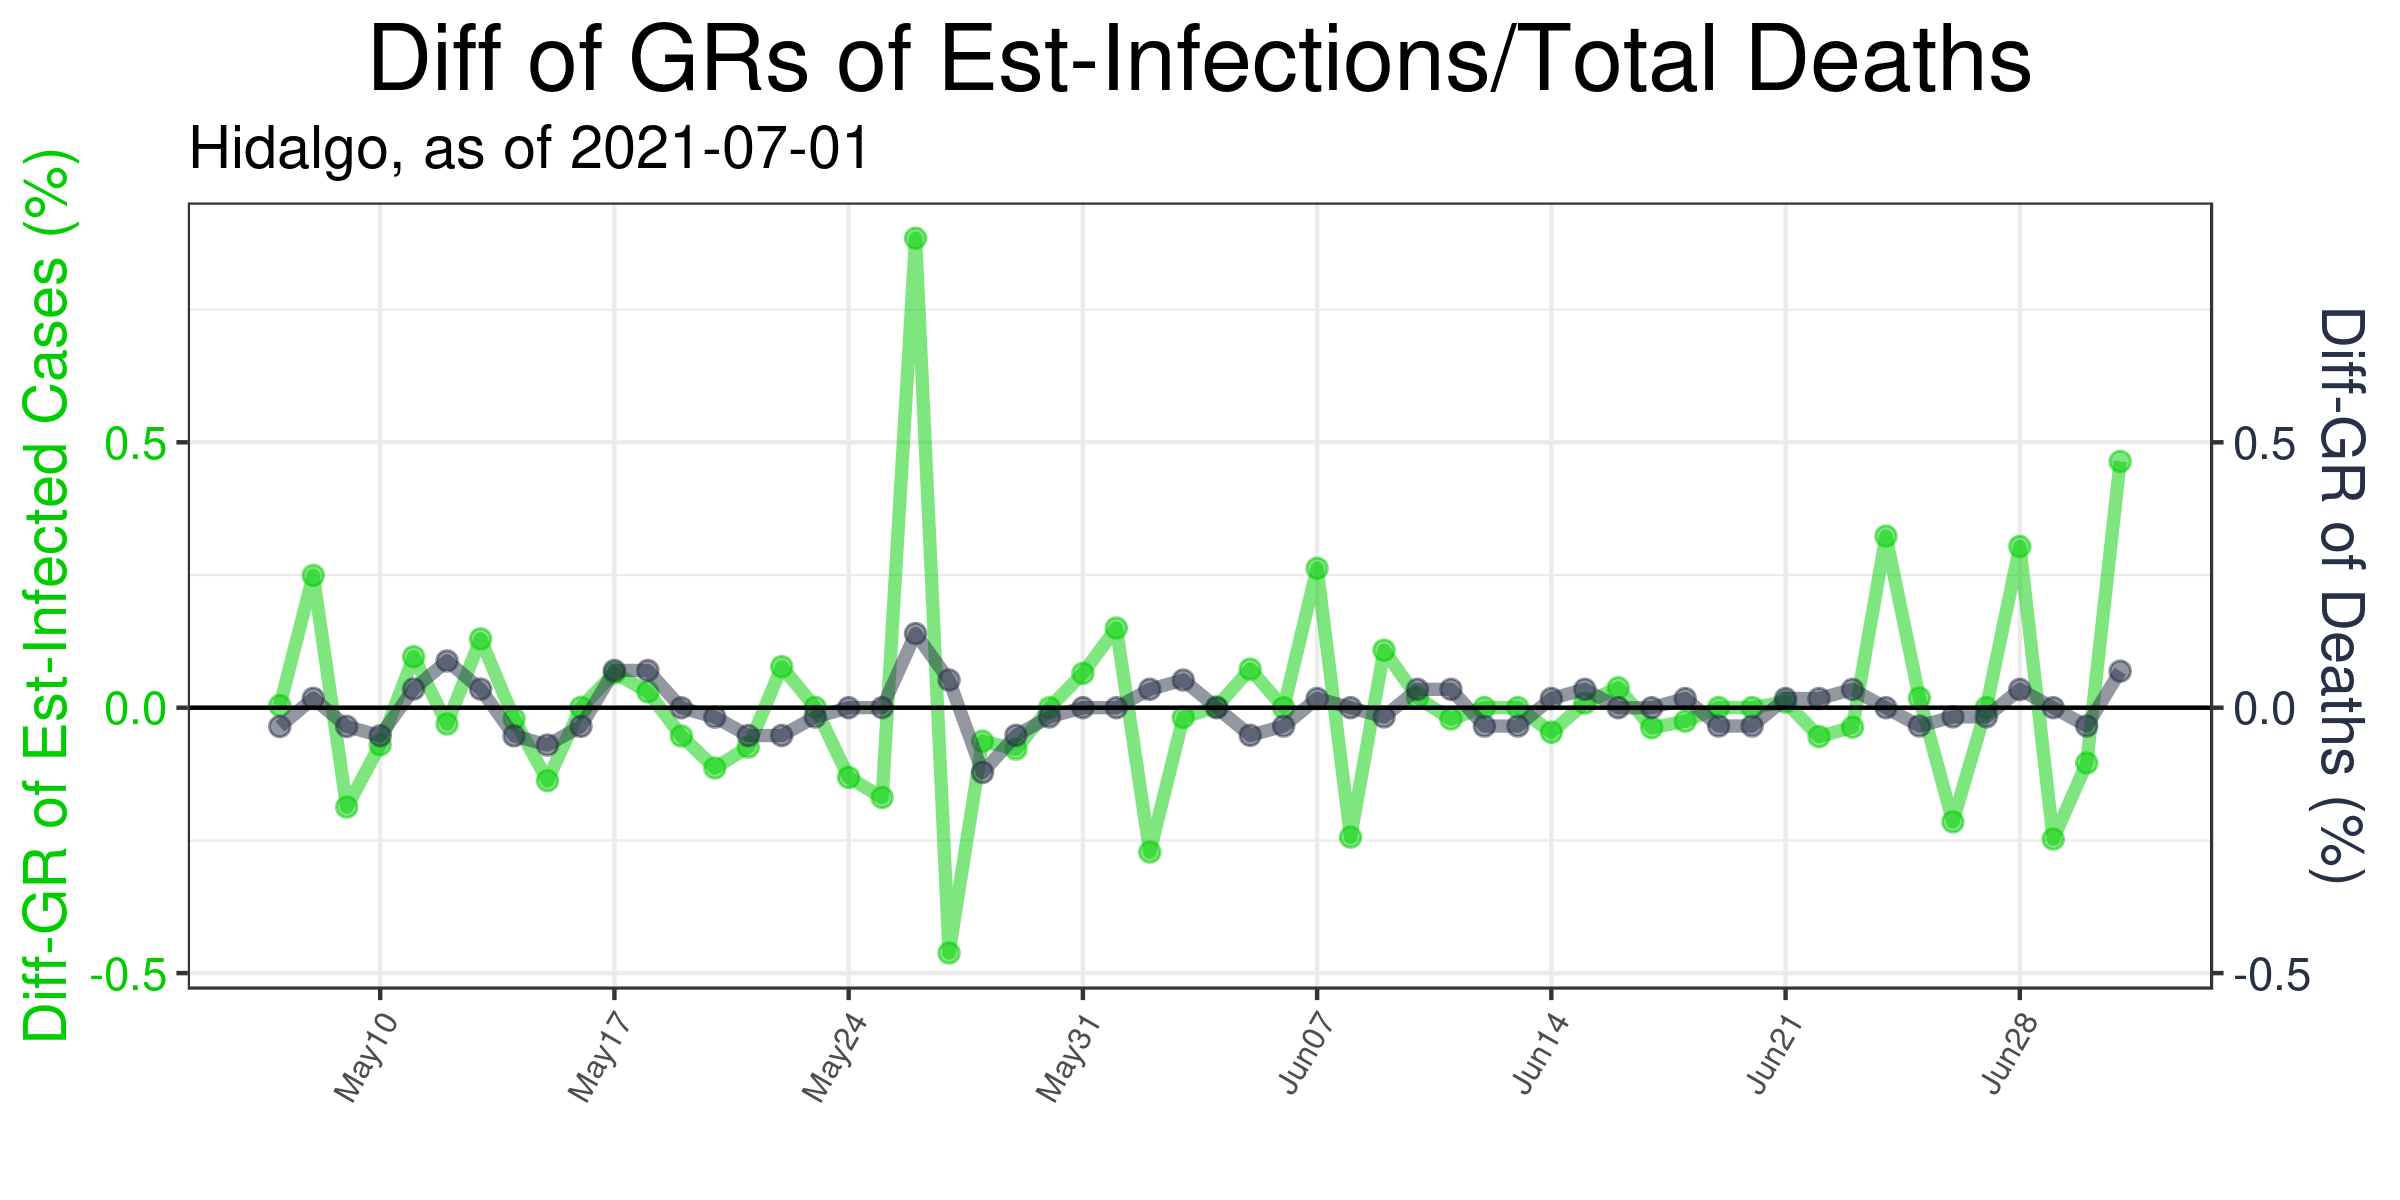 Diff of GRs of Est-Infections/Total Deaths
Hidalgo, as of 2021-07-01
Diff-GR of Est-Infected Cases (%)
0.5
0.0
-0.5
0.5
0.0
-0.5
Diff-GR of Deaths (%)
May10
May17
May24
May31
Jun07
Jun14
Jun21
Jun28